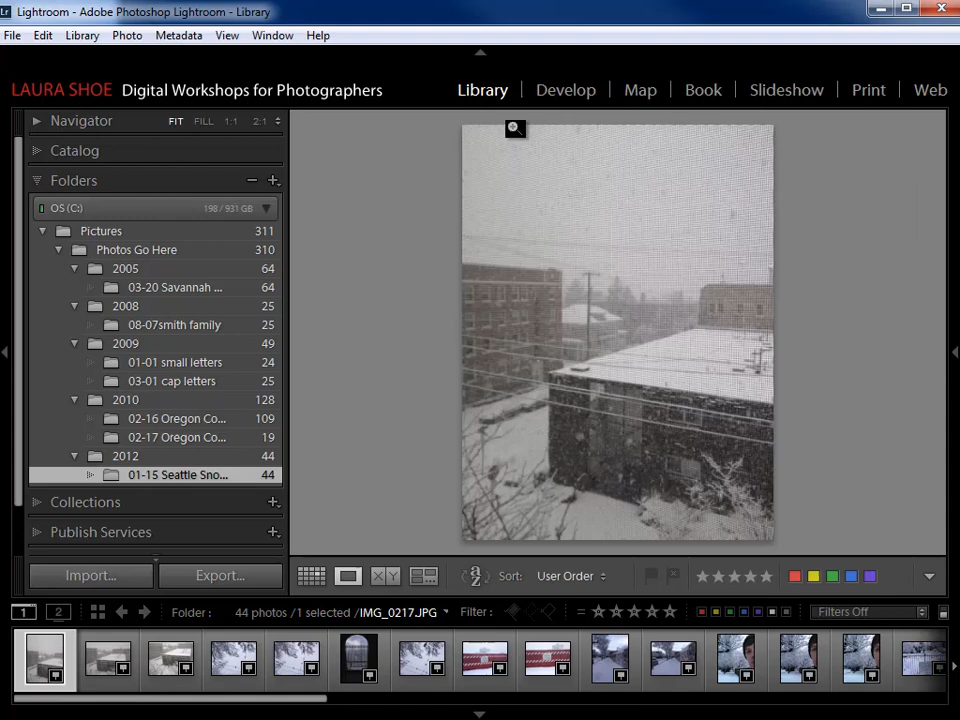 Lr Lightroom - Adobe Photoshop Lightroom - Library
File Edit Library Photo Metadata View Window Help
LAURA SHOE Digital Workshops for Photographers Library | Develop | Map | Book | Slideshow | Print | Web
Navigator FIT FILL 1:1 2:1
Catalog
Folders
OS (C:) 198 / 931 GB
Pictures 311
Photos Go Here 310
2005 64
03-20 Savannah ... 64
2008 25
08-07smith family 25
2009 49
01-01 small letters 24
03-01 cap letters 25
2010 128
02-16 Oregon Co... 109
02-17 Oregon Co... 19
2012 44
01-15 Seattle Sno... 44
Collections
Publish Services
Import... Export... XY a z Sort: User Order
1 2 Folder : 44 photos / 1 selected / IMG_0217.JPG Filter : Filters Off